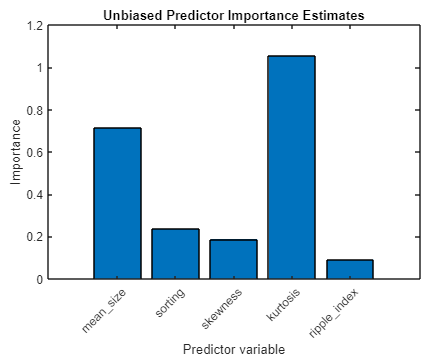 Unbiased Predictor Importance Estimates
1.2
1
0.8
0.6
0.4
0.2
0
Importance
mean_size
sorting
skewness
kurtosis
ripple_index
Predictor variable